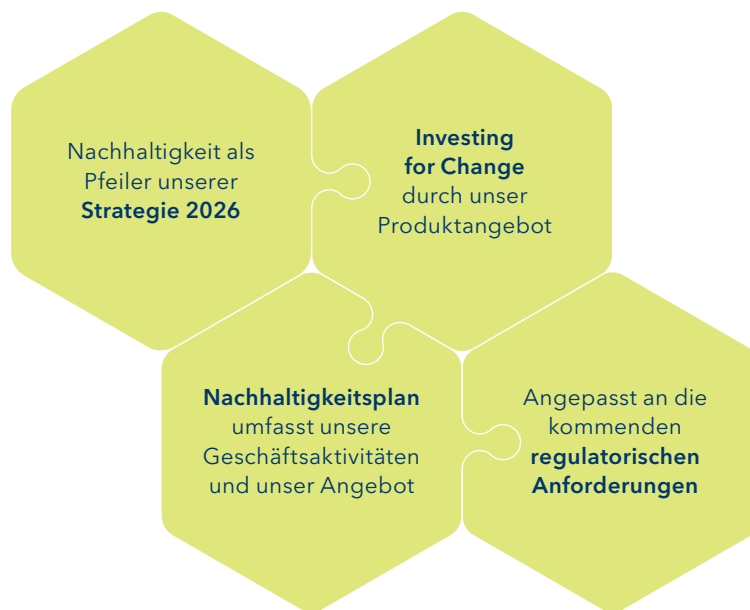 Nachhaltigkeit als
Pfeiler unserer
Strategie 2026
Investing
for Change
durch unser
Produktangebot
Nachhaltigkeitsplan
umfasst unsere
Geschäftsaktivitäten
und unser Angebot
Angepasst an die
kommenden
regulatorischen
Anforderungen